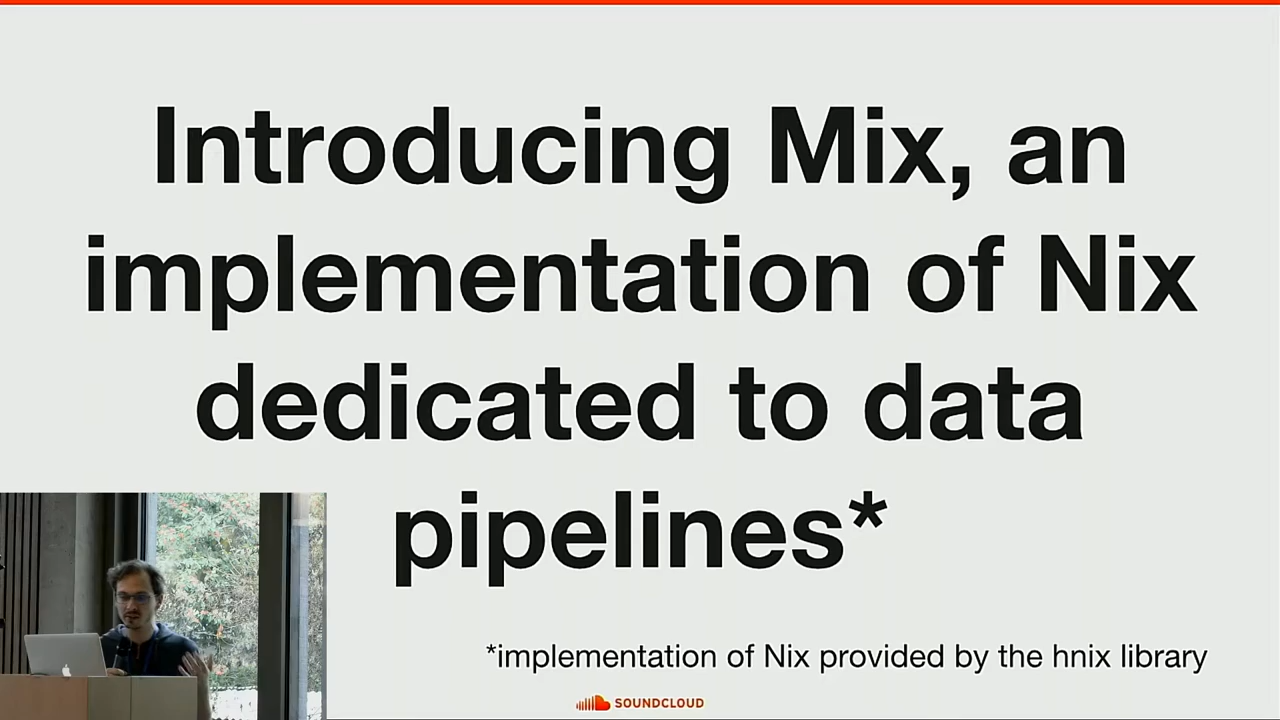 Introducing Mix, an
implementation of Nix
dedicated to data
pipelines*
*implementation of Nix provided by the hnix library
SOUNDCLOUD